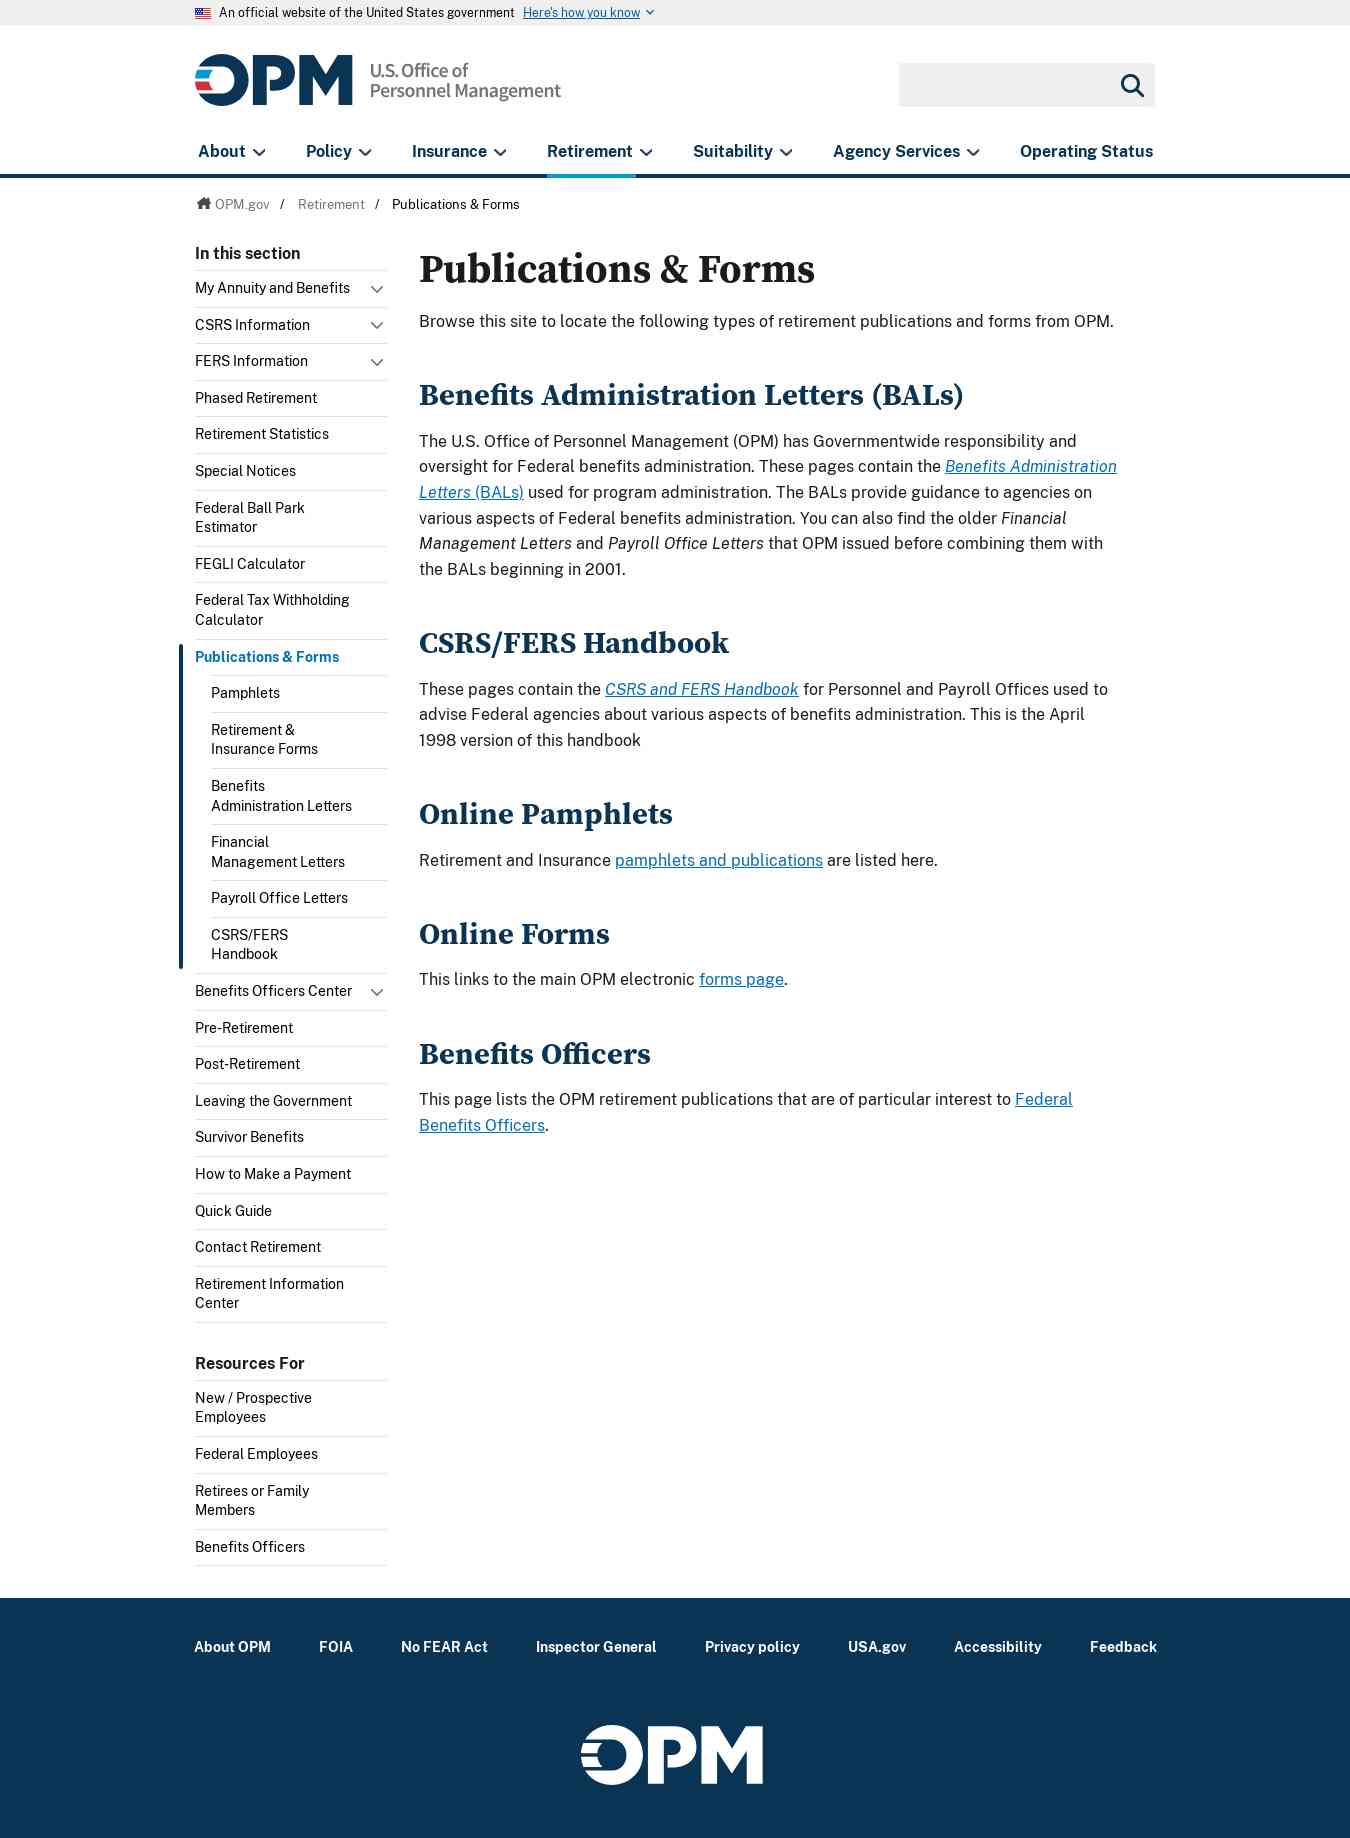 An official website of the United States government Here's how you know
OPM U.S. Office of
Personnel Management
About Policy Insurance Retirement Suitability Agency Services Operating Status
OPM.gov / Retirement / Publications & Forms
In this section
My Annuity and Benefits
CSRS Information
FERS Information
Phased Retirement
Retirement Statistics
Special Notices
Federal Ball Park
Estimator
FEGLI Calculator
Federal Tax Withholding
Calculator
Publications & Forms
Pamphlets
Retirement &
Insurance Forms
Benefits
Administration Letters
Financial
Management Letters
Payroll Office Letters
CSRS/FERS
Handbook
Benefits Officers Center
Pre-Retirement
Post-Retirement
Leaving the Government
Survivor Benefits
How to Make a Payment
Quick Guide
Contact Retirement
Retirement Information
Center
Resources For
New / Prospective
Employees
Federal Employees
Retirees or Family
Members
Benefits Officers
Publications & Forms
Browse this site to locate the following types of retirement publications and forms from OPM.
Benefits Administration Letters (BALs)
The U.S. Office of Personnel Management (OPM) has Governmentwide responsibility and
oversight for Federal benefits administration. These pages contain the Benefits Administration
Letters (BALs) used for program administration. The BALs provide guidance to agencies on
various aspects of Federal benefits administration. You can also find the older Financial
Management Letters and Payroll Office Letters that OPM issued before combining them with
the BALs beginning in 2001.
CSRS/FERS Handbook
These pages contain the CSRS and FERS Handbook for Personnel and Payroll Offices used to
advise Federal agencies about various aspects of benefits administration. This is the April
1998 version of this handbook
Online Pamphlets
Retirement and Insurance pamphlets and publications are listed here.
Online Forms
This links to the main OPM electronic forms page.
Benefits Officers
This page lists the OPM retirement publications that are of particular interest to Federal
Benefits Officers.
About OPM FOIA No FEAR Act Inspector General Privacy policy USA.gov Accessibility Feedback
OPM